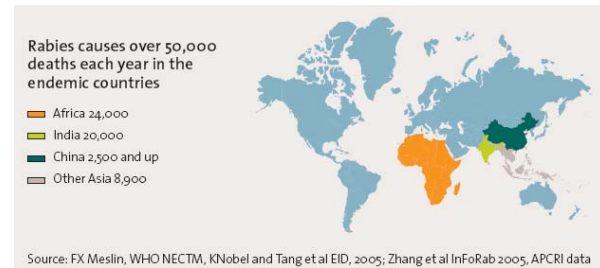 Rabies causes over 50,000
deaths each year in the
endemic countries
Africa 24,000
India 20,000
China 2,500 and up
Other Asia 8,900
Source: FX Meslin, WHO NECTM, KNobel and Tang et al EID, 2005; Zhang et al InFoRab 2005, APCRI data